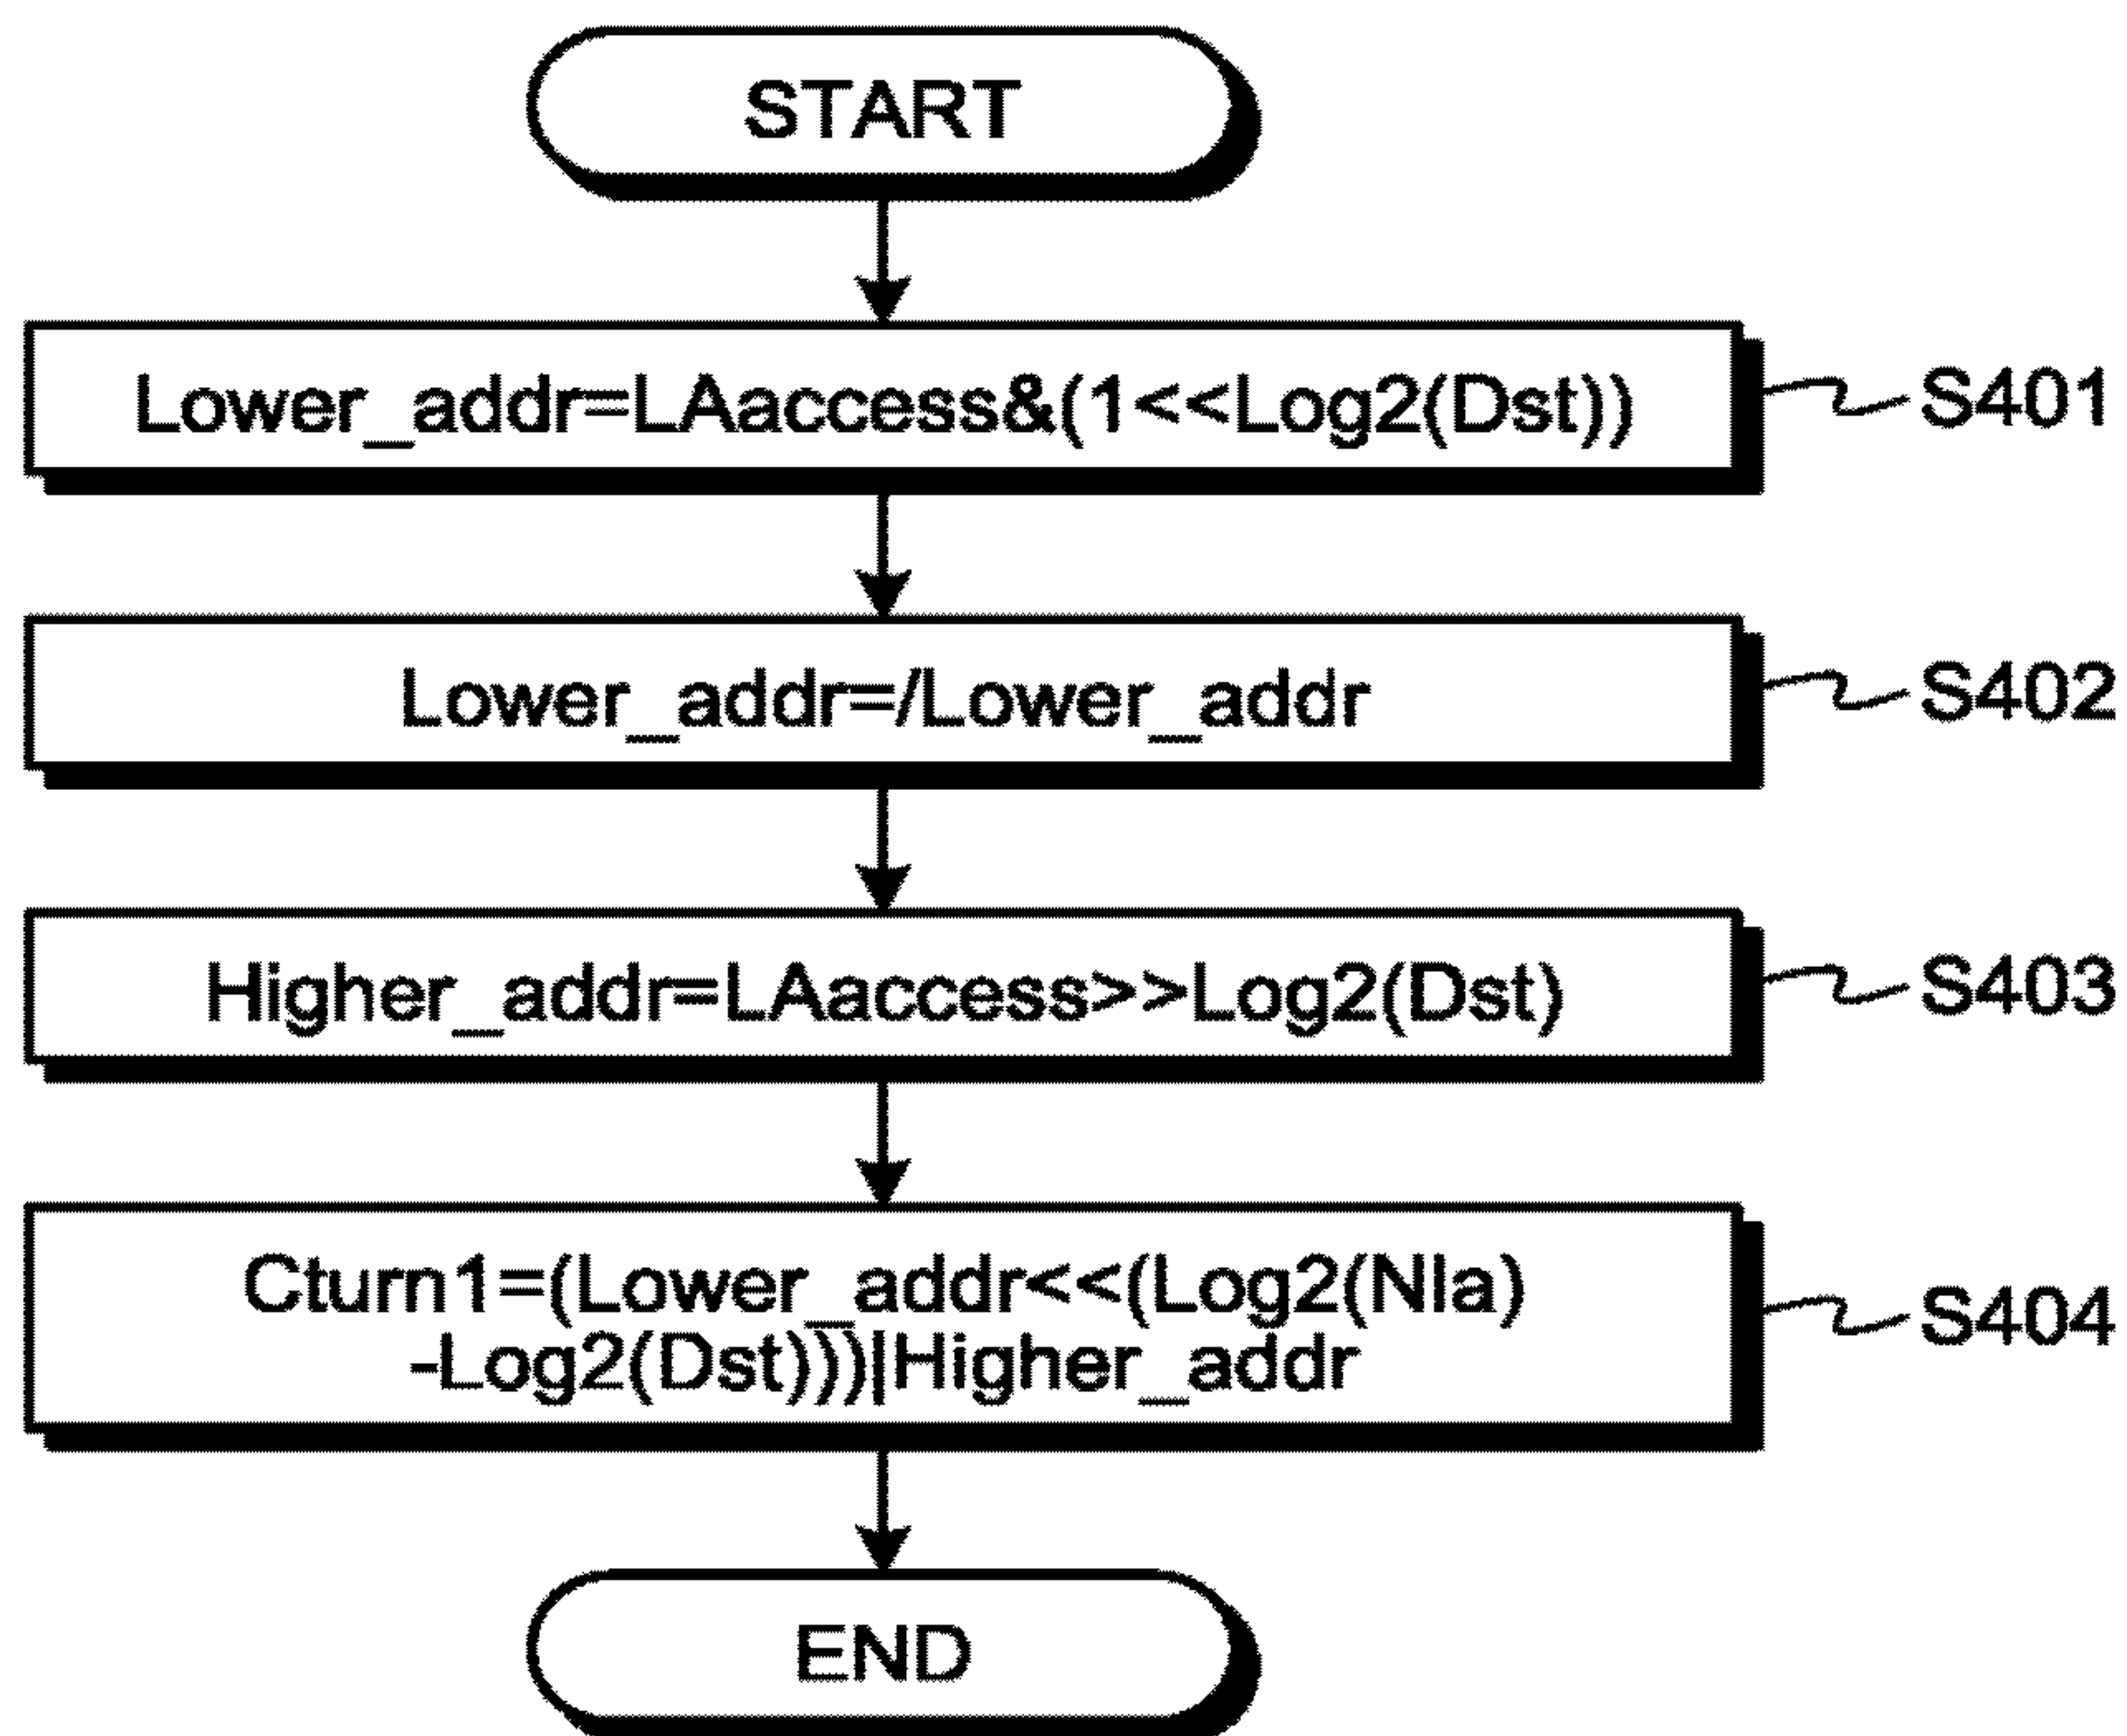 START
Lower_addr=LAaccess&(1<<Log2(Dst))
S401
Lower_addr=/Lower_addr
S402
Higher_addr=LAaccess>>Log2(Dst)
S403
Cturn1=(Lower_addr<<(Log2(Nla)
-Log2(Dst)))|Higher_addr
S404
END